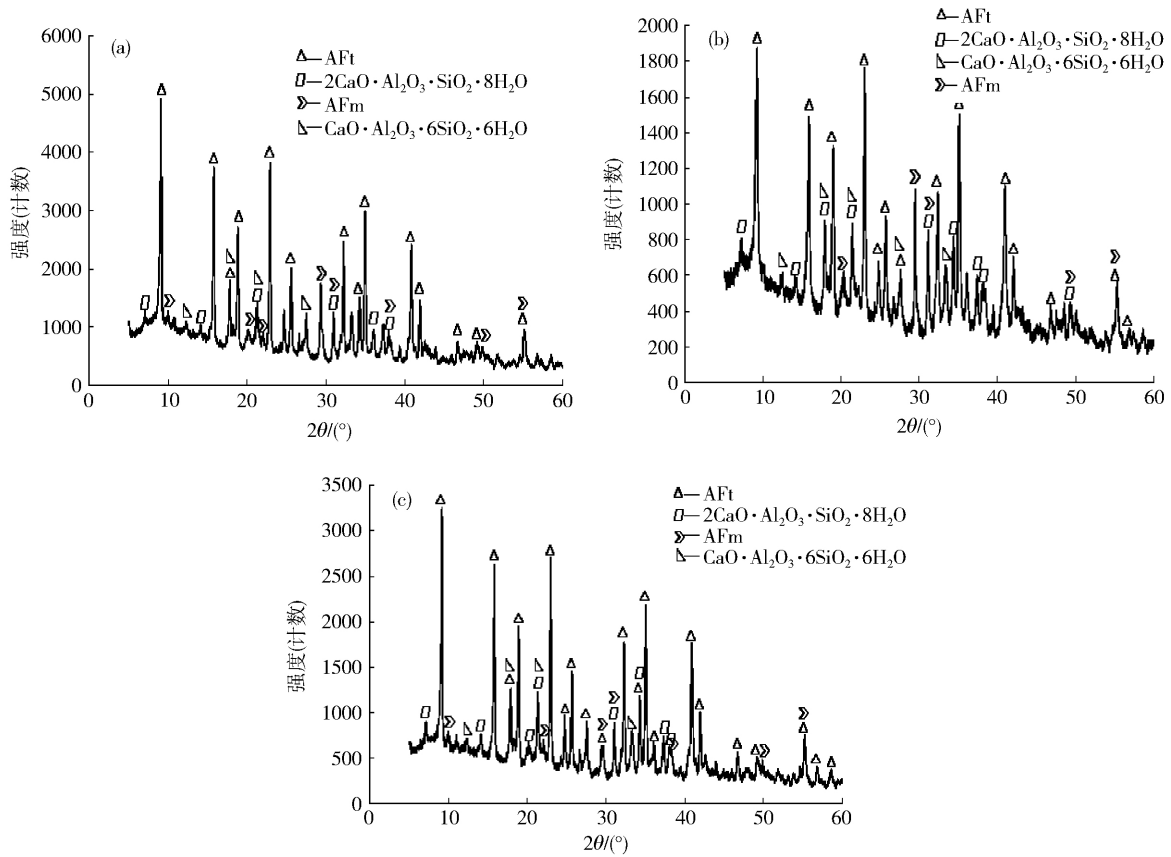 (a)
AFt
2CaO·Al₂O₃·SiO₂·8H₂O
AFm
CaO·Al₂O₃·6SiO₂·6H₂O
6000
5000
4000
3000
2000
1000
0
强度(计数)
0 10 20 30 40 50 60
2θ/(°)
(b)
AFt
2CaO·Al₂O₃·SiO₂·8H₂O
CaO·Al₂O₃·6SiO₂·6H₂O
AFm
2000
1800
1600
1400
1200
1000
800
600
400
200
0
强度(计数)
0 10 20 30 40 50 60
2θ/(°)
(c)
AFt
2CaO·Al₂O₃·SiO₂·8H₂O
AFm
CaO·Al₂O₃·6SiO₂·6H₂O
3500
3000
2500
2000
1500
1000
500
0
强度(计数)
0 10 20 30 40 50 60
2θ/(°)